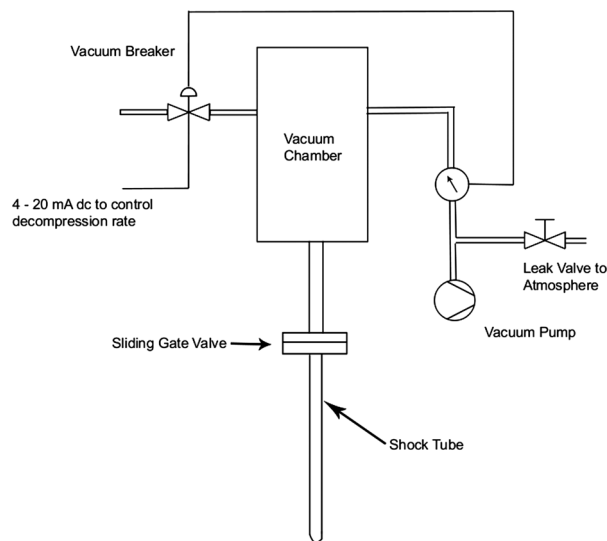 Vacuum Breaker
Vacuum
Chamber
4 - 20 mA dc to control
decompression rate
Leak Valve to
Atmosphere
Vacuum Pump
Sliding Gate Valve
Shock Tube